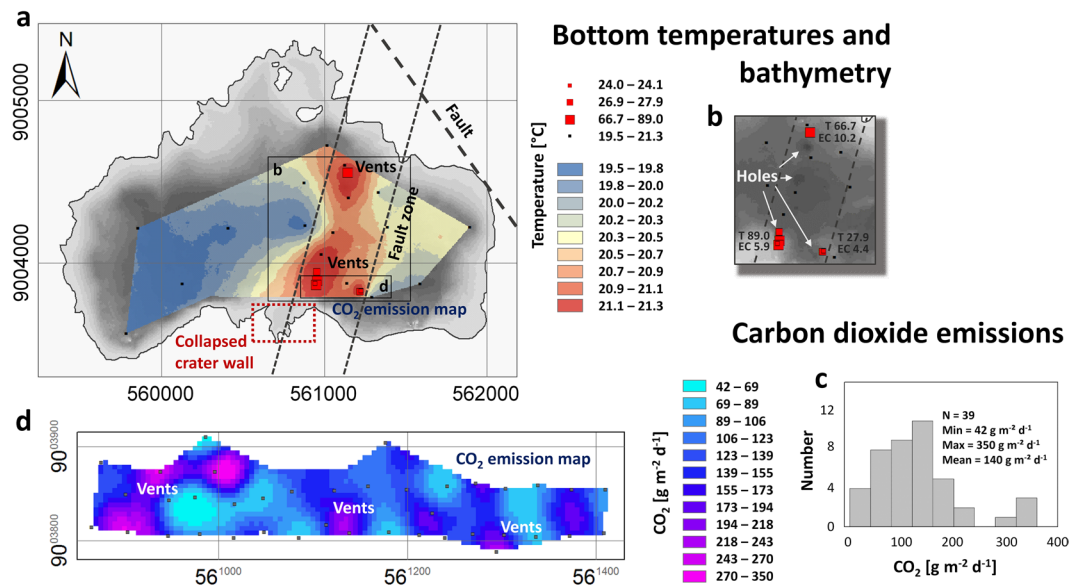 a
N
9005000
9004000
560000
561000
562000
Fault
Vents
b
Fault zone
Vents
d
CO₂ emission map
Collapsed
crater wall
Bottom temperatures and
bathymetry
Temperature [°C]
24.0 – 24.1
26.9 – 27.9
66.7 – 89.0
19.5 – 21.3
19.5 – 19.8
19.8 – 20.0
20.0 – 20.2
20.2 – 20.3
20.3 – 20.5
20.5 – 20.7
20.7 – 20.9
20.9 – 21.1
21.1 – 21.3
b
T 66.7
EC 10.2
Holes
T 89.0
EC 5.9
T 27.9
EC 4.4
Carbon dioxide emissions
d
90⁰³⁹⁰⁰
90⁰³⁸⁰⁰
CO₂ emission map
Vents
Vents
Vents
56¹⁰⁰⁰
56¹²⁰⁰
56¹⁴⁰⁰
CO₂ [g m⁻² d⁻¹]
42 – 69
69 – 89
89 – 106
106 – 123
123 – 139
139 – 155
155 – 173
173 – 194
194 – 218
218 – 243
243 – 270
270 – 350
c
Number
12
8
4
0
N = 39
Min = 42 g m⁻² d⁻¹
Max = 350 g m⁻² d⁻¹
Mean = 140 g m⁻² d⁻¹
0 100 200 300 400
CO₂ [g m⁻² d⁻¹]